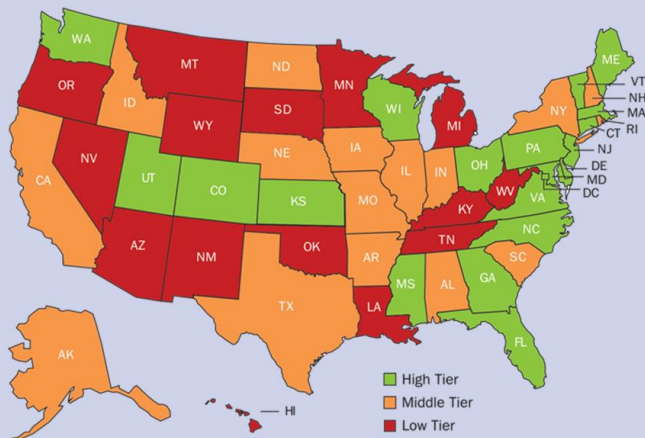 WA
ME
MT
ND
VT
OR
MN
NH
ID
SD
WI
NY
MA
WY
MI
RI
CT
IA
PA
NJ
NE
NV
OH
DE
IL
IN
MD
UT
WV
CA
CO
VA
DC
KS
MO
KY
NC
TN
OK
AZ
NM
AR
SC
MS
AL
GA
TX
LA
FL
AK
HI
High Tier
Middle Tier
Low Tier